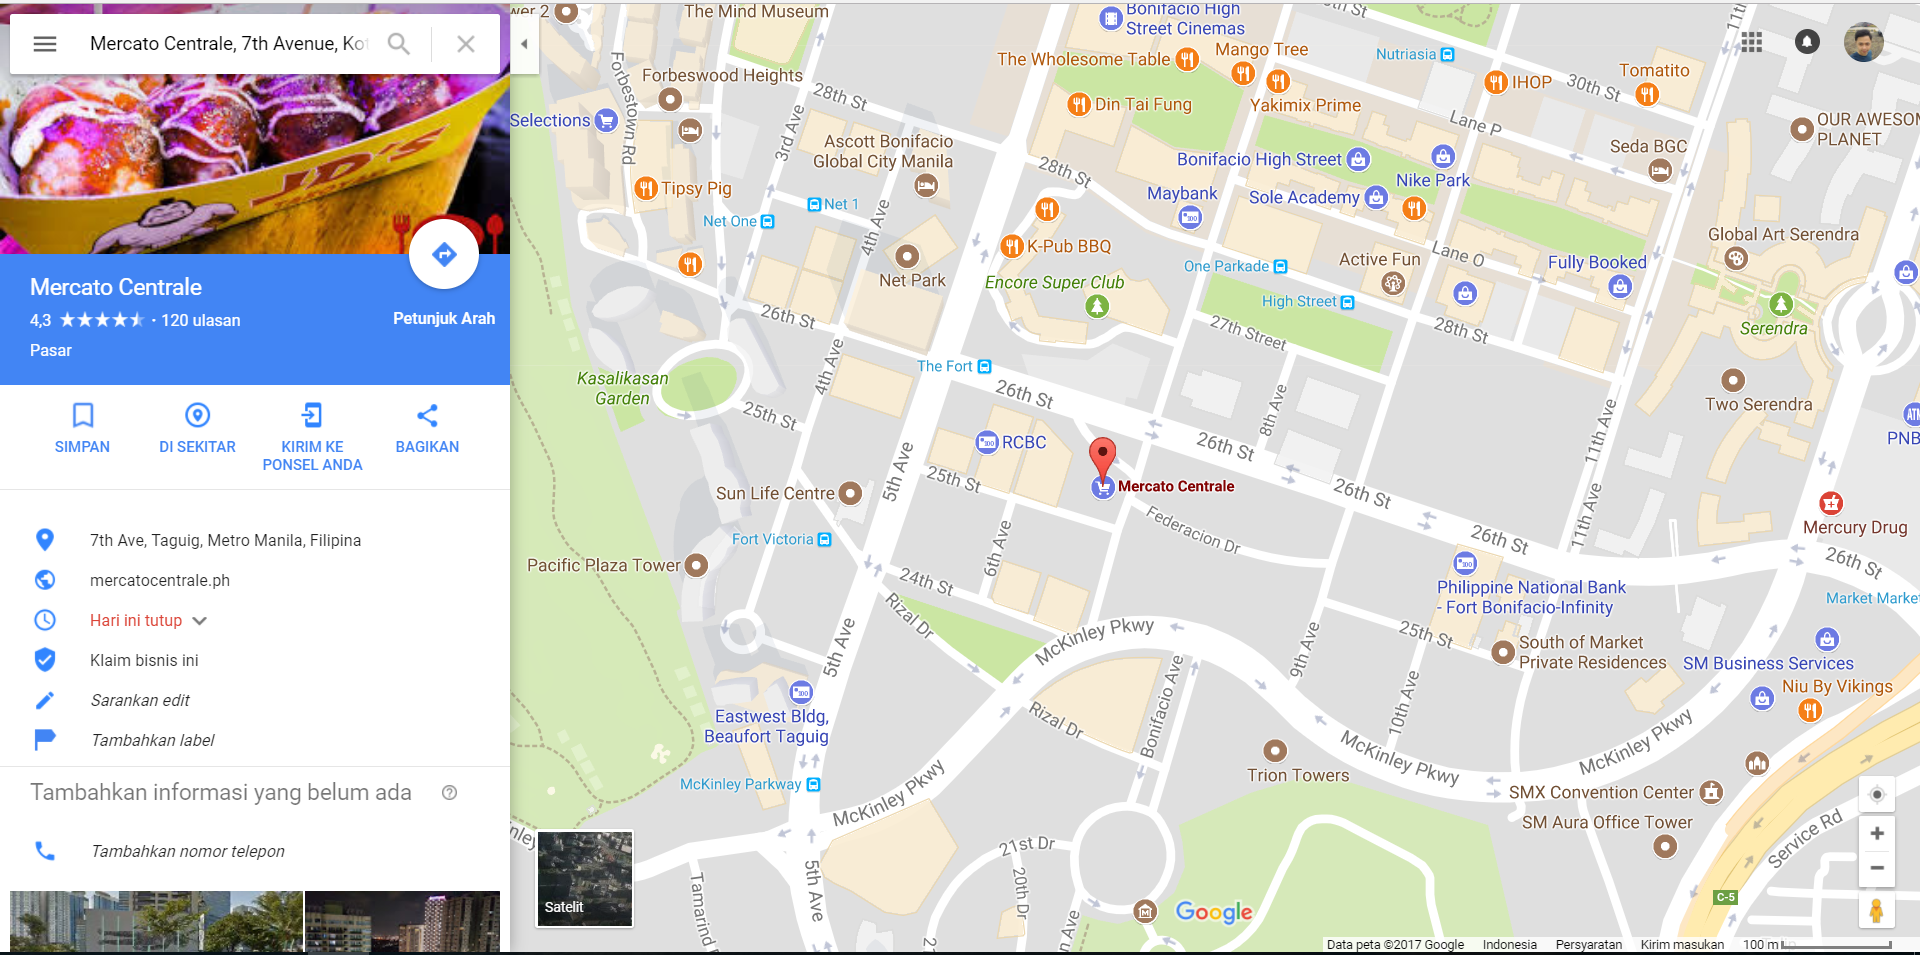 Mercato Centrale, 7th Avenue, Kot
JD'S
Mercato Centrale
4,3 · 120 ulasan
Petunjuk Arah
Pasar
SIMPAN
DI SEKITAR
KIRIM KE
PONSEL ANDA
BAGIKAN
7th Ave, Taguig, Metro Manila, Filipina
mercatocentrale.ph
Hari ini tutup
Klaim bisnis ini
Sarankan edit
Tambahkan label
Tambahkan informasi yang belum ada
Tambahkan nomor telepon
wer 2
The Mind Museum
Bonifacio High
Street Cinemas
11th
The Wholesome Table
Mango Tree
Nutriasia
Forbestown Rd
Forbeswood Heights
28th St
Din Tai Fung
Yakimix Prime
IHOP
30th St
Tomatito
Selections
3rd Ave
Lane P
OUR AWESOM
PLANET
Ascott Bonifacio
Global City Manila
28th St
Bonifacio High Street
Nike Park
Seda BGC
Tipsy Pig
Net 1
Net One
4th Ave
Maybank
Sole Academy
K-Pub BBQ
Lane O
Global Art Serendra
Net Park
Encore Super Club
One Parkade
Active Fun
Fully Booked
High Street
26th St
27th Street
28th St
Serendra
4th Ave
The Fort
Kasalikasan
Garden
25th St
26th St
8th Ave
11th Ave
Two Serendra
ATM
PNB
RCBC
26th St
5th Ave
25th St
Mercato Centrale
26th St
Sun Life Centre
Federacion Dr
11th Ave
Mercury Drug
Fort Victoria
6th Ave
26th St
26th St
Pacific Plaza Tower
24th St
Philippine National Bank
- Fort Bonifacio-Infinity
Market Market
Rizal Dr
McKinley Pkwy
5th Ave
9th Ave
25th St
South of Market
Private Residences
SM Business Services
Niu By Vikings
Eastwest Bldg,
Beaufort Taguig
Rizal Dr
Bonifacio Ave
10th Ave
McKinley Pkwy
McKinley Pkwy
Trion Towers
McKinley Parkway
McKinley Pkwy
SMX Convention Center
SM Aura Office Tower
Service Rd
21st Dr
20th Dr
Tamarind
5th Ave
Satelit
C-5
Google
Data peta ©2017 Google
Indonesia
Persyaratan
Kirim masukan
100 m